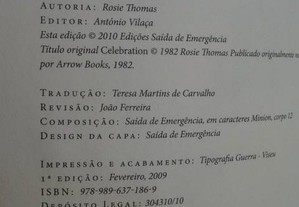 Autoria: Rosie Thomas
Editor: António Vilaça
Esta edição © 2010 Edições Saída de Emergência
Título original Celebration © 1982 Rosie Thomas Publicado originalmente
por Arrow Books, 1982.
Tradução: Teresa Martins de Carvalho
Revisão: João Ferreira
Composição: Saída de Emergência, em caracteres Minion, corpo 12
Design da capa: Saída de Emergência
Impressão e acabamento: Tipografia Guerra - Viseu
1ª Edição: Fevereiro, 2009
ISBN: 978-989-637-186-9
Depósito Legal: 304310/10